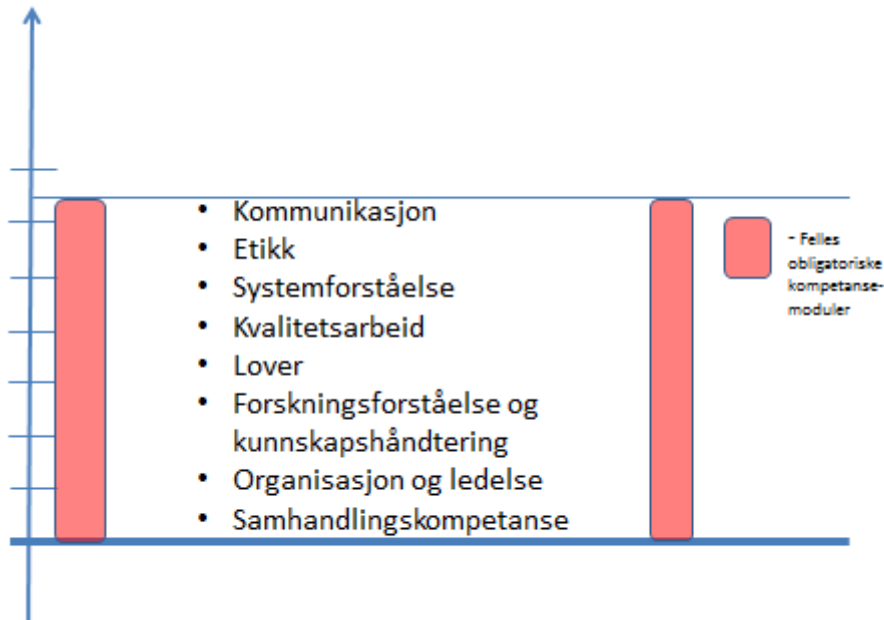 • Kommunikasjon
• Etikk
• Systemforståelse
• Kvalitetsarbeid
• Lover
• Forskningsforståelse og
kunnskapshåndtering
• Organisasjon og ledelse
• Samhandlingskompetanse
- Felles
obligatoriske
kompetanse-
moduler